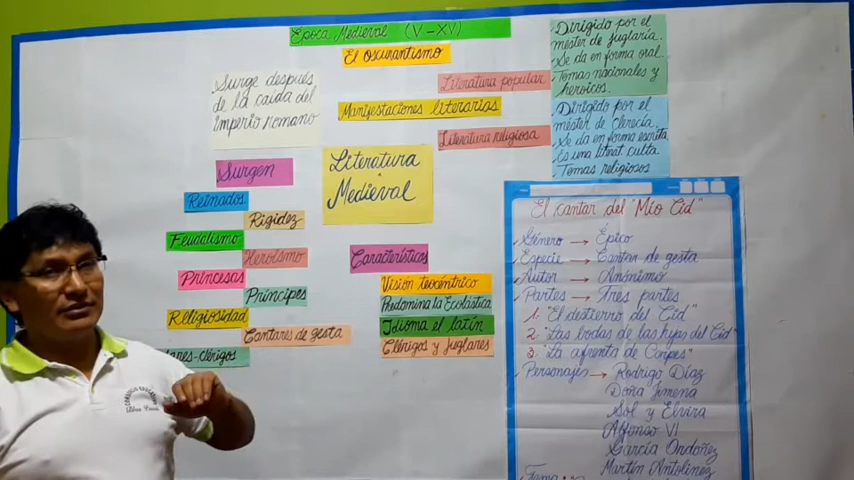 Época Medieval (V-XV)
El oscurantismo
Surge después
de la caída del
imperio romano
Literatura popular
Manifestaciones literarias
Literatura religiosa
Dirigido por el
mester de juglaría.
Se da en forma oral
Temas nacionales y
heroicos.
Dirigido por el
méster de clerecía.
Se da en forma escrita
Es una literat. culta
Temas religiosos
Literatura
Medieval
Surgen
Reinados
Rigidez
Feudalismo
Heroísmo
Princesas
Príncipes
Religiosidad
Cantares de gesta
ares-clérigos
Características
Visión teocéntrico
Predomina la Ecolástica
Idioma el latín
Clérigos y Juglares
El cantar del "Mío Cid"
Género → Épico
Especie → Cantar de gesta
Autor → Anónimo
Partes → Tres partes
1. "El destierro del Cid"
2. "Las bodas de las hijas del Cid"
3. "La afrenta de Corpes"
Personajes → Rodrigo Díaz
Doña Jimena
Sol y Elvira
Alfonso VI
García Ordoñez
Martín Antolinez